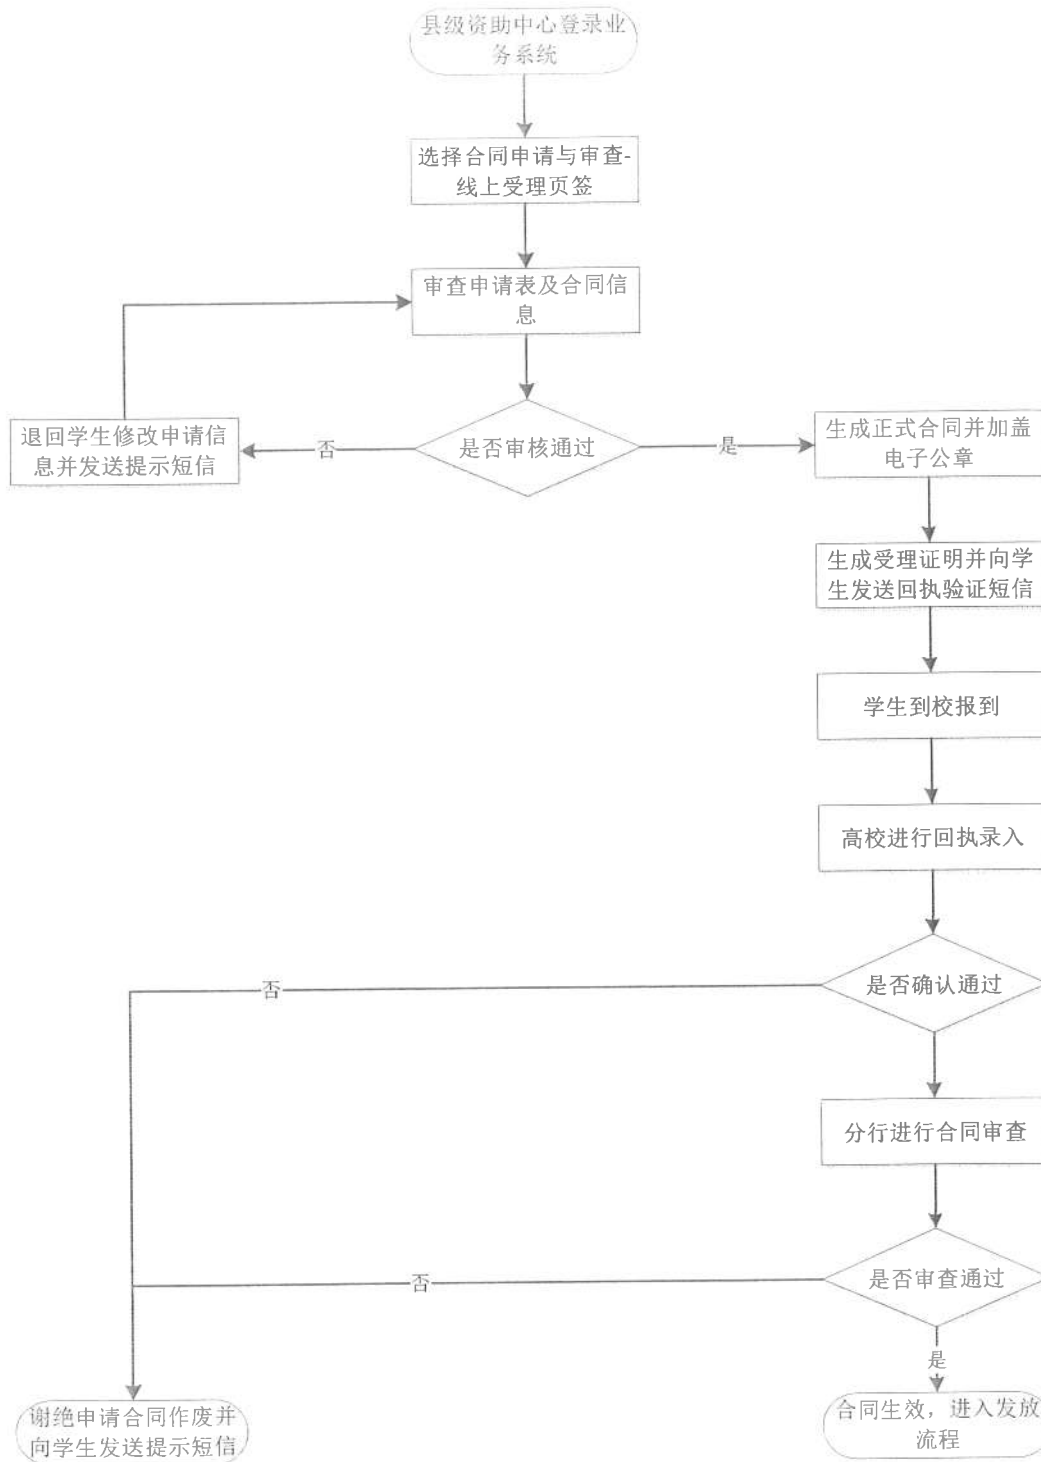 县级资助中心登录业
务系统
选择合同申请与审查-
线上受理页签
审查申请表及合同信
息
退回学生修改申请信
息并发送提示短信
否
是否审核通过
是
生成正式合同并加盖
电子公章
生成受理证明并向学
生发送回执验证短信
学生到校报到
高校进行回执录入
是否确认通过
否
分行进行合同审查
是否审查通过
否
是
谢绝申请合同作废并
向学生发送提示短信
合同生效，进入发放
流程